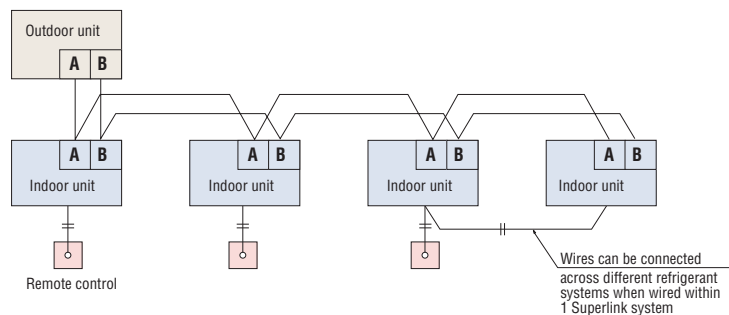 Outdoor unit
A B
A B
Indoor unit
A B
Indoor unit
A B
Indoor unit
A B
Indoor unit
Remote control
Wires can be connected
across different refrigerant
systems when wired within
1 Superlink system